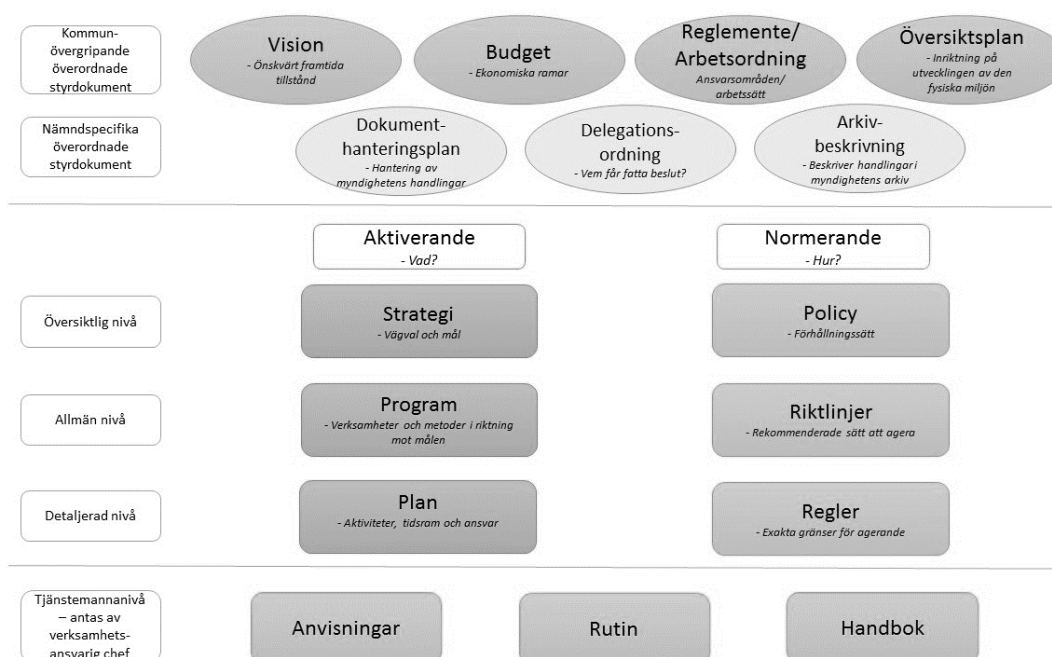 Kommun-
övergripande
överordnade
styrdokument
Vision
- Önskvärt framtida
tillstånd
Budget
- Ekonomiska ramar
Reglemente/
Arbetsordning
Ansvarsområden/
arbetssätt
Översiktsplan
- Inriktning på
utvecklingen av den
fysiska miljön
Nämndspecifika
överordnade
styrdokument
Dokument-
hanteringsplan
- Hantering av
myndighetens handlingar
Delegations-
ordning
- Vem får fatta beslut?
Arkiv-
beskrivning
- Beskriver handlingar i
myndighetens arkiv
Aktiverande
- Vad?
Normerande
- Hur?
Översiktlig nivå
Strategi
- Vägval och mål
Policy
- Förhållningssätt
Allmän nivå
Program
- Verksamheter och metoder i riktning
mot målen
Riktlinjer
- Rekommenderade sätt att agera
Detaljerad nivå
Plan
- Aktiviteter, tidsram och ansvar
Regler
- Exakta gränser för agerande
Tjänstemannanivå
– antas av
verksamhets-
ansvarig chef
Anvisningar
Rutin
Handbok